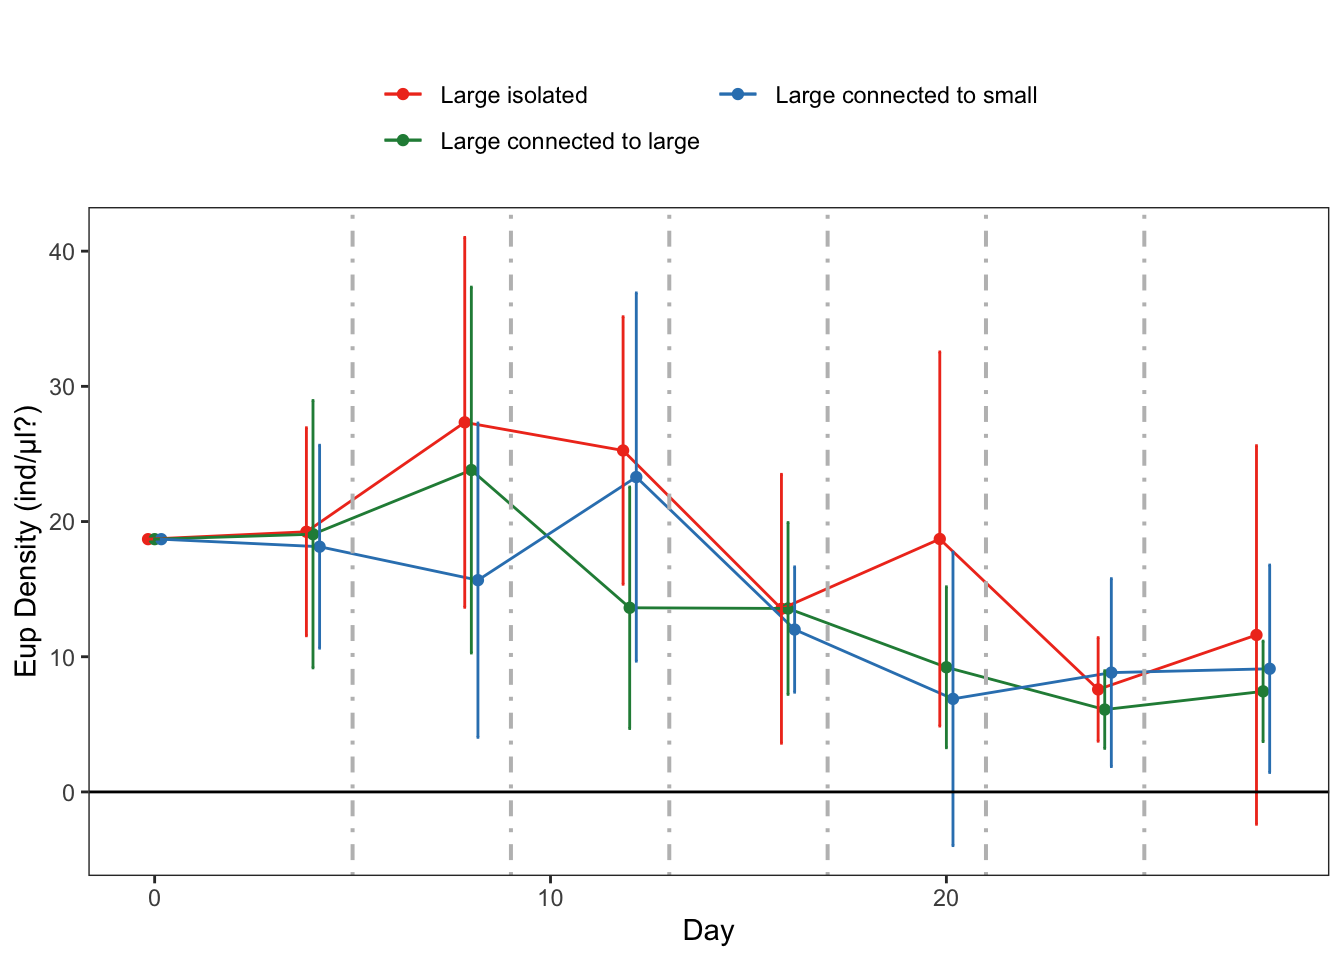 Large isolated
Large connected to small
Large connected to large
Eup Density (ind/μl?)
40
30
20
10
0
0
10
20
Day